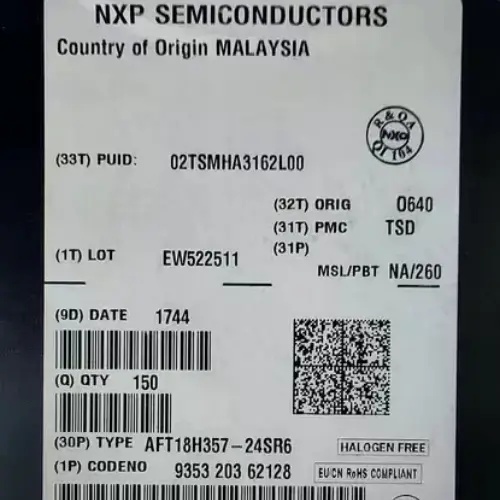 NXP SEMICONDUCTORS
Country of Origin MALAYSIA
R & QA
NXP
QI 164
(33T) PUID: 02TSMHA3162L00
(32T) ORIG 0640
(31T) PMC TSD
(31P)
(1T) LOT EW522511
MSL/PBT NA/260
(9D) DATE 1744
(Q) QTY 150
(30P) TYPE AFT18H357-24SR6
HALOGEN FREE
(1P) CODENO 9353 203 62128
EU/CN RoHS COMPLIANT